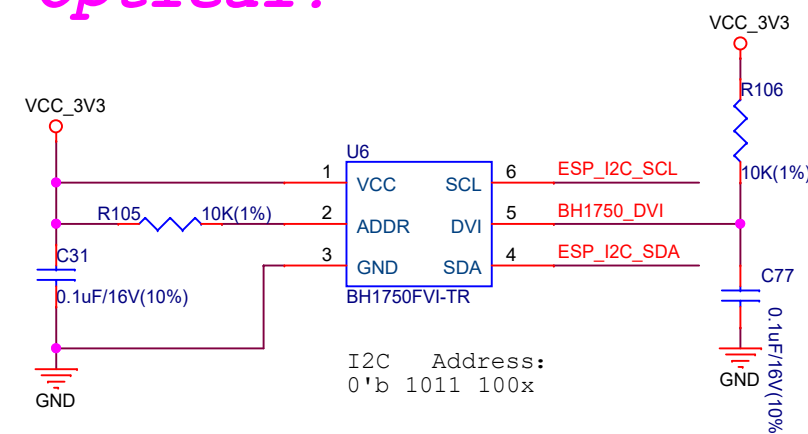 optical:
VCC_3V3
R106
10K(1%)
VCC_3V3
U6
1
VCC
SCL
6
ESP_I2C_SCL
R105
10K(1%)
2
ADDR
DVI
5
BH1750_DVI
3
GND
SDA
4
ESP_I2C_SDA
BH1750FVI-TR
C31
0.1uF/16V(10%)
C77
0.1uF/16V(10%
I2C Address:
0'b 1011 100x
GND
GND